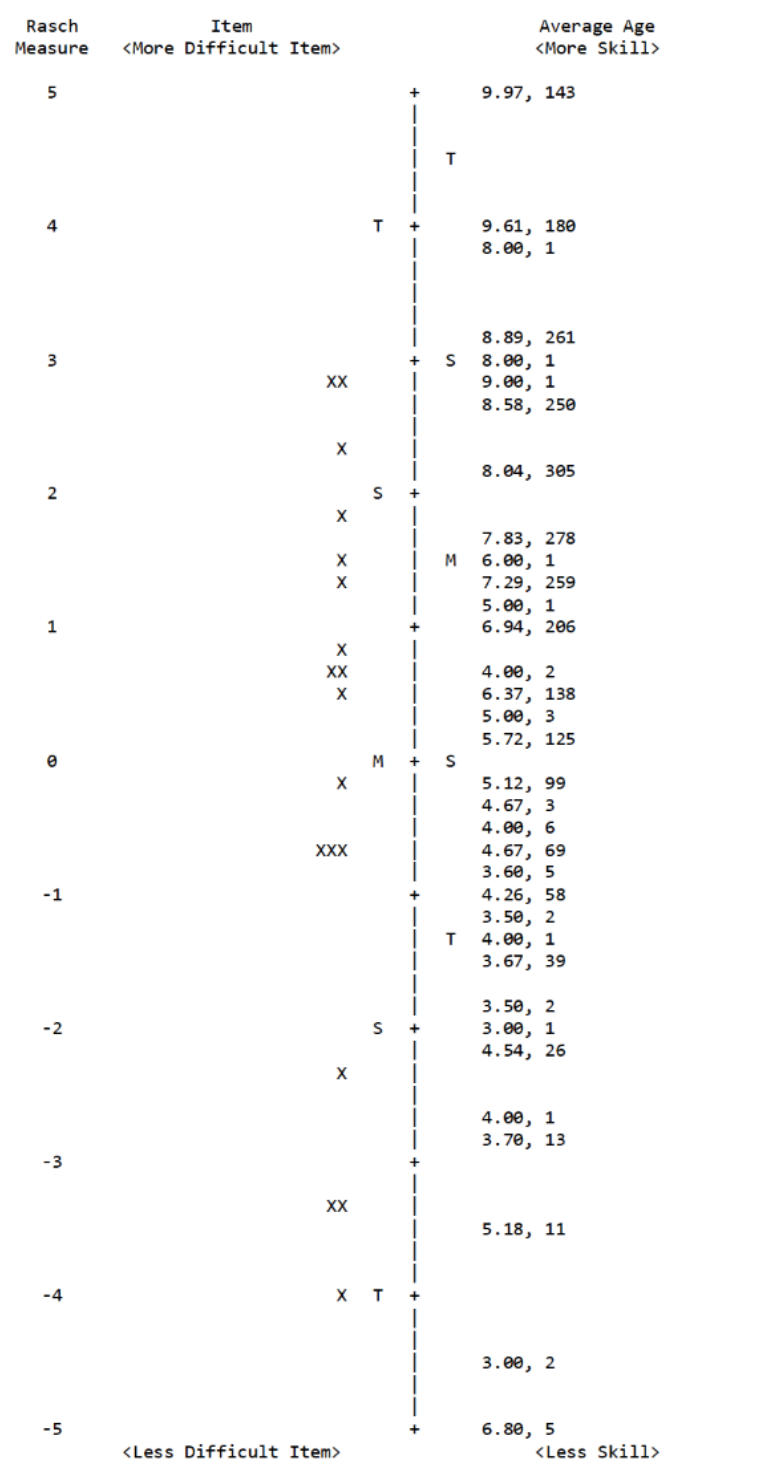 Rasch Item Average Age
Measure <More Difficult Item> <More Skill>
5 + 9.97, 143
|
|
| T
|
|
4 T + 9.61, 180
| 8.00, 1
|
|
|
| 8.89, 261
3 + S 8.00, 1
XX | 9.00, 1
| 8.58, 250
|
X |
| 8.04, 305
2 S +
X |
| 7.83, 278
X | M 6.00, 1
X | 7.29, 259
| 5.00, 1
1 + 6.94, 206
X |
XX | 4.00, 2
X | 6.37, 138
| 5.00, 3
| 5.72, 125
0 M + S
X | 5.12, 99
| 4.67, 3
| 4.00, 6
XXX | 4.67, 69
| 3.60, 5
-1 + 4.26, 58
| 3.50, 2
| T 4.00, 1
| 3.67, 39
|
| 3.50, 2
-2 S + 3.00, 1
| 4.54, 26
X |
|
| 4.00, 1
| 3.70, 13
-3 +
|
XX |
| 5.18, 11
|
|
-4 X T +
|
|
| 3.00, 2
|
|
-5 + 6.80, 5
<Less Difficult Item> <Less Skill>